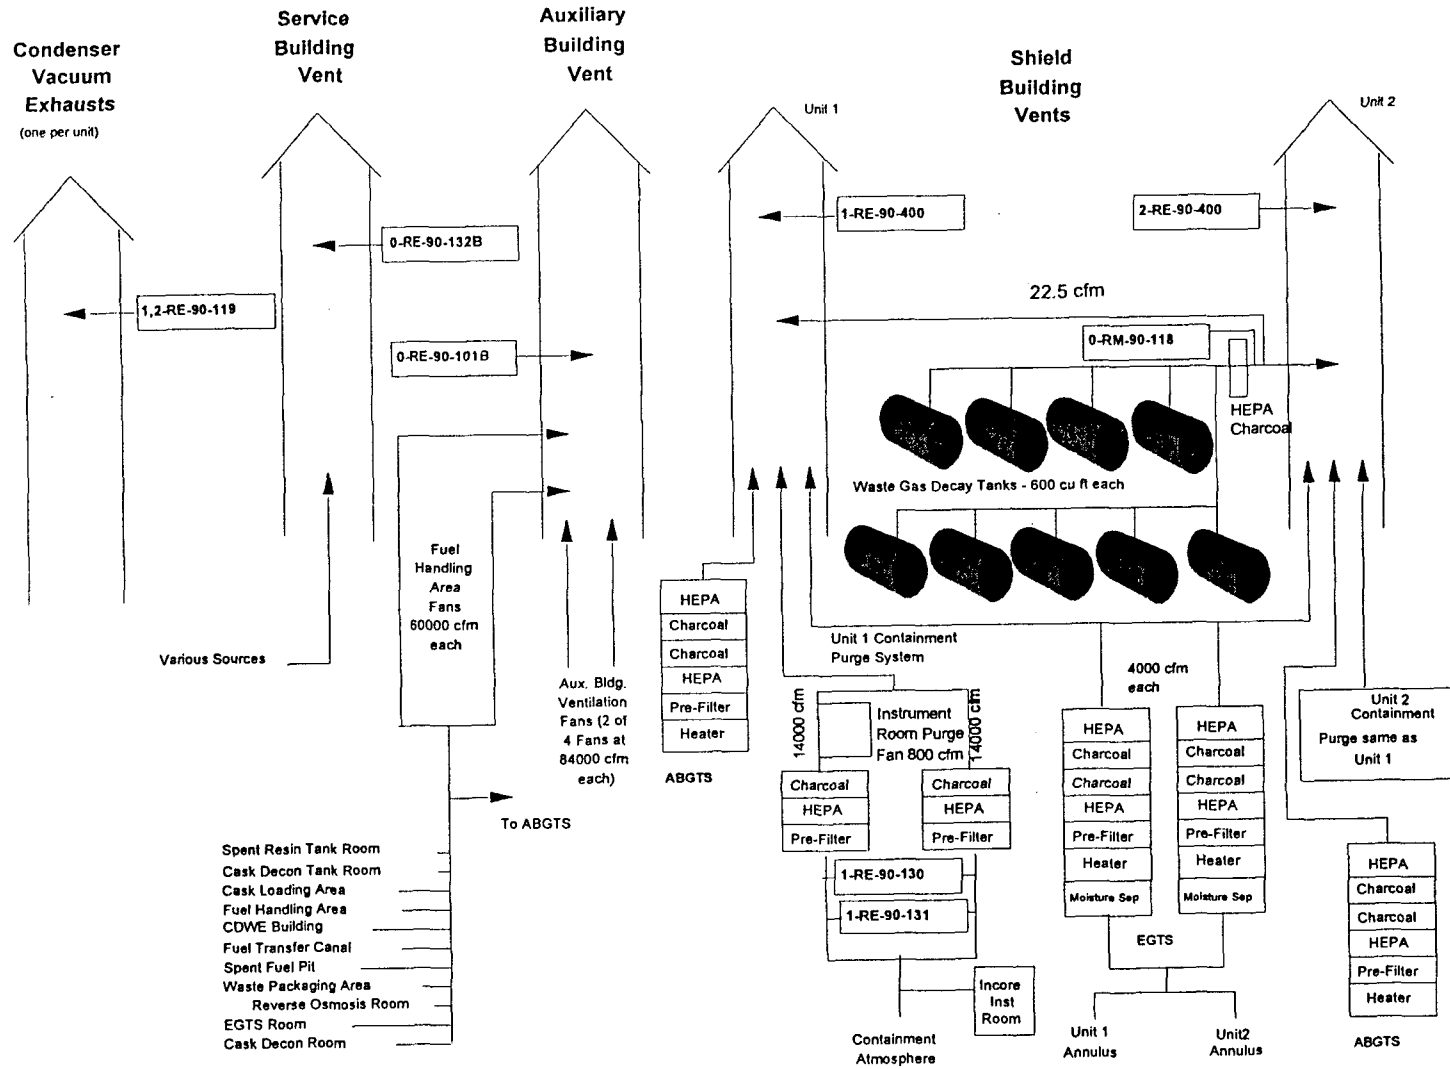 Condenser
Vacuum
Exhausts
(one per unit)
Service
Building
Vent
Auxiliary
Building
Vent
Shield
Building
Vents
Unit 1
Unit 2
1-RE-90-400
2-RE-90-400
0-RE-90-132B
1,2-RE-90-119
22.5 cfm
0-RE-90-101B
0-RM-90-118
HEPA
Charcoal
Waste Gas Decay Tanks - 600 cu ft each
Fuel
Handling
Area
Fans
60000 cfm
each
Various Sources
Aux. Bldg.
Ventilation
Fans (2 of
4 Fans at
84000 cfm
each)
HEPA
Charcoal
Charcoal
HEPA
Pre-Filter
Heater
ABGTS
Unit 1 Containment
Purge System
14000 cfm
Instrument
Room Purge
Fan 800 cfm
14000 cfm
Charcoal
HEPA
Pre-Filter
Charcoal
HEPA
Pre-Filter
1-RE-90-130
1-RE-90-131
Containment
Atmosphere
Incore
Inst
Room
4000 cfm
each
HEPA
Charcoal
Charcoal
HEPA
Pre-Filter
Heater
Moisture Sep
HEPA
Charcoal
Charcoal
HEPA
Pre-Filter
Heater
Moisture Sep
EGTS
Unit 1
Annulus
Unit2
Annulus
Unit 2
Containment
Purge same as
Unit 1
HEPA
Charcoal
Charcoal
HEPA
Pre-Filter
Heater
ABGTS
To ABGTS
Spent Resin Tank Room
Cask Decon Tank Room
Cask Loading Area
Fuel Handling Area
CDWE Building
Fuel Transfer Canal
Spent Fuel Pit
Waste Packaging Area
Reverse Osmosis Room
EGTS Room
Cask Decon Room